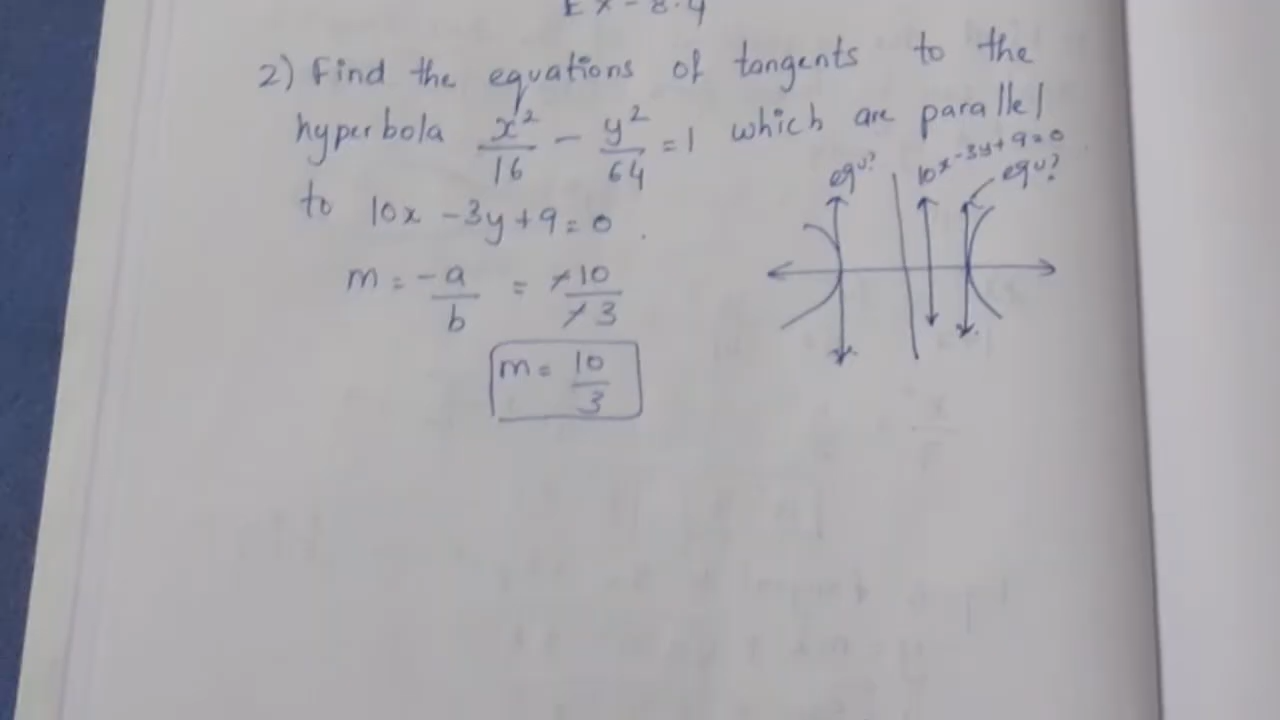 Ex - 8.4
2) Find the equations of tangents to the
hyperbola x²/16 - y²/64 = 1 which are parallel
to 10x - 3y + 9 = 0.
equ? 10x - 3y + 9 = 0 equ?
m = -a/b = -10/-3
m = 10/3